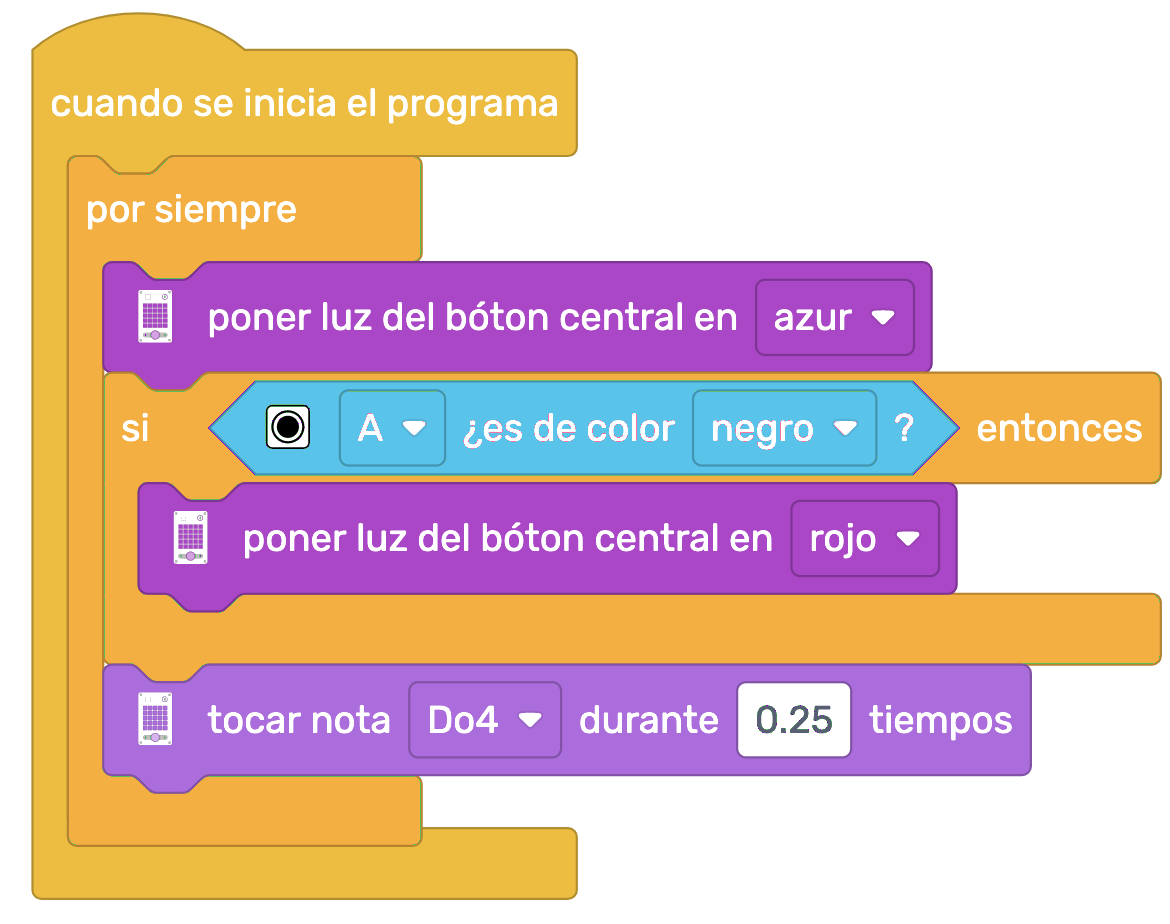 cuando se inicia el programa
por siempre
poner luz del bóton central en azur
si A ¿es de color negro ? entonces
poner luz del bóton central en rojo
tocar nota Do4 durante 0.25 tiempos